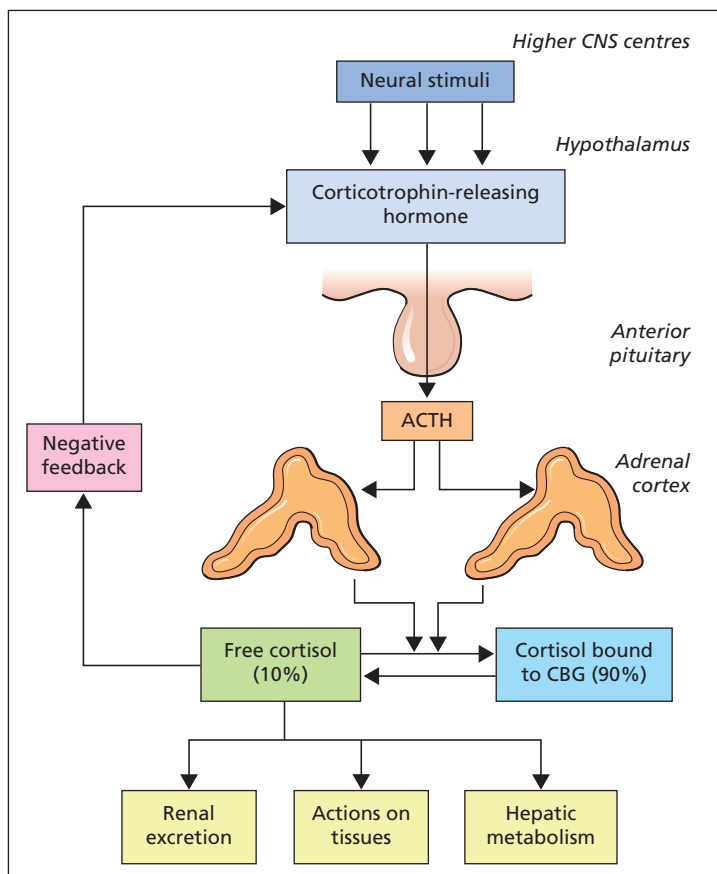 Higher CNS centres
Neural stimuli
Hypothalamus
Corticotrophin-releasing
hormone
Anterior
pituitary
ACTH
Negative
feedback
Adrenal
cortex
Free cortisol
(10%)
Cortisol bound
to CBG (90%)
Renal
excretion
Actions on
tissues
Hepatic
metabolism